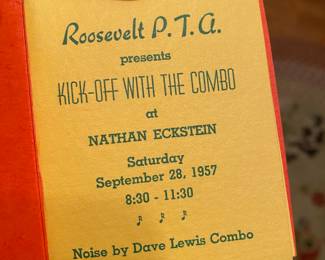 Roosevelt P.T.A.
presents
KICK-OFF WITH THE COMBO
at
NATHAN ECKSTEIN
Saturday
September 28, 1957
8:30 - 11:30
♪ ♪ ♪
Noise by Dave Lewis Combo